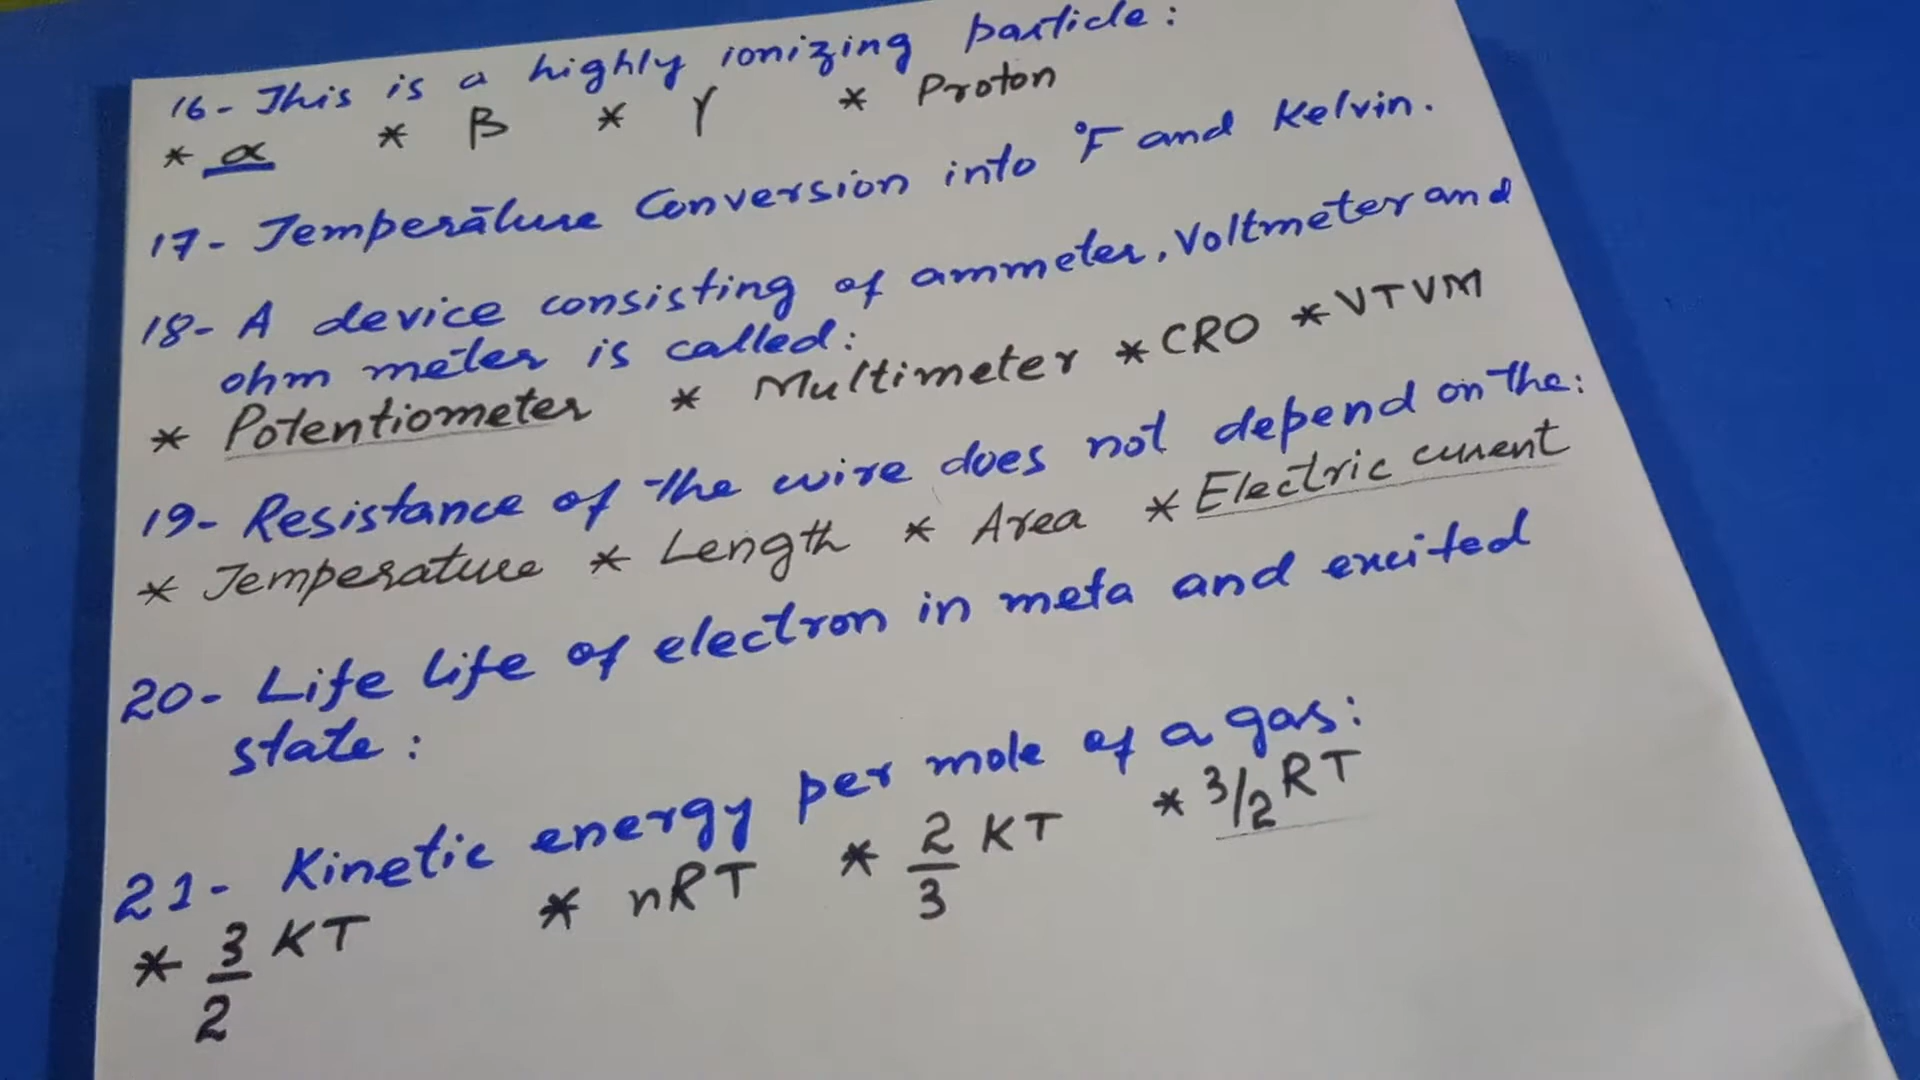 16- This is a highly ionizing particle:
* α * β * γ * Proton
17- Temperature Conversion into °F and Kelvin.
18- A device consisting of ammeter, Voltmeter and
ohm meter is called:
* Potentiometer * Multimeter * CRO * VTVM
19- Resistance of the wire does not depend on the:
* Temperature * Length * Area * Electric current
20- Life life of electron in meta and excited
state:
21- Kinetic energy per mole of a gas:
* 3/2 KT * nRT * 2/3 KT * 3/2 RT